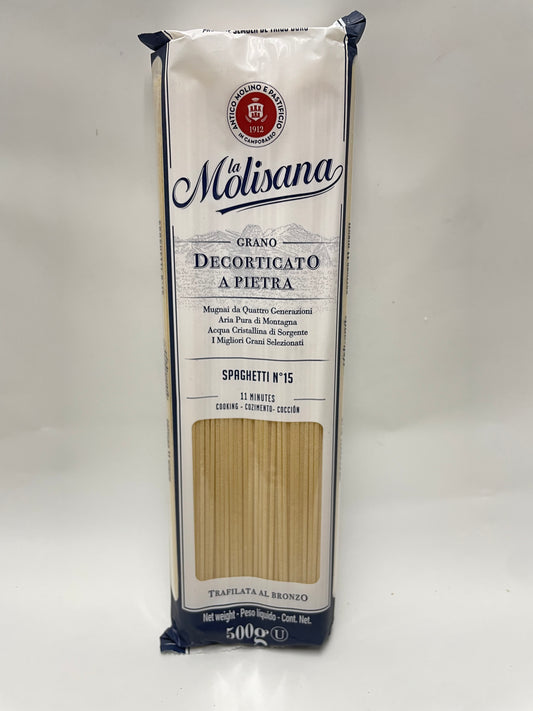 ANTICO MOLINO E PASTIFICIO
1912
IN CAMPOBASSO
la
Molisana
GRANO
DECORTICATO
A PIETRA
Mugnai da Quattro Generazioni
Aria Pura di Montagna
Acqua Cristallina di Sorgente
I Migliori Grani Selezionati
SPAGHETTI N°15
11 MINUTES
COOKING - COZIMENTO - COCCIÓN
TRAFILATA AL BRONZO
Net weight - Peso líquido - Cont. Net.
500g U